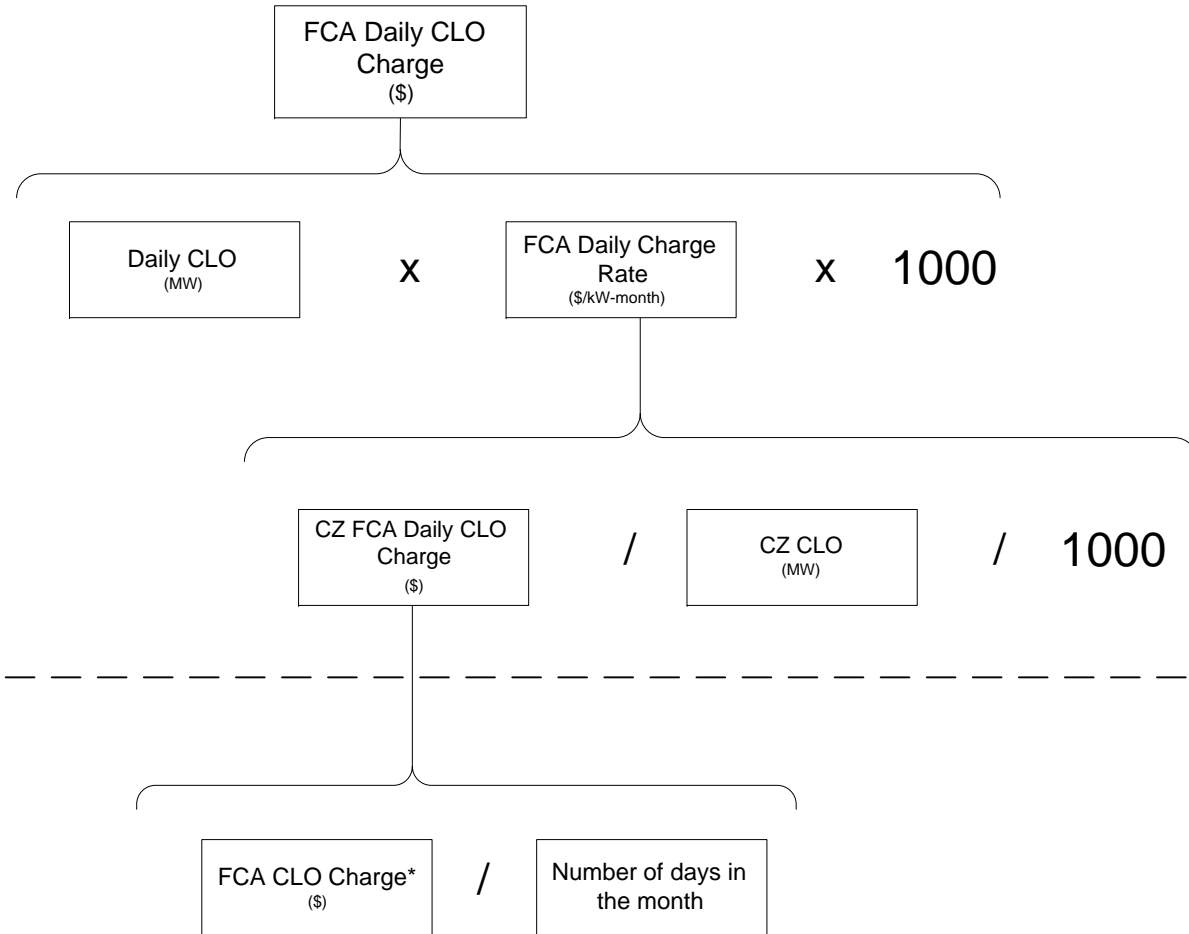 FCA Daily CLO
Charge
($)
Daily CLO
(MW)
x
FCA Daily Charge
Rate
($/kW-month)
x
1000
CZ FCA Daily CLO
Charge
($)
/
CZ CLO
(MW)
/
1000
FCA CLO Charge*
($)
/
Number of days in
the month